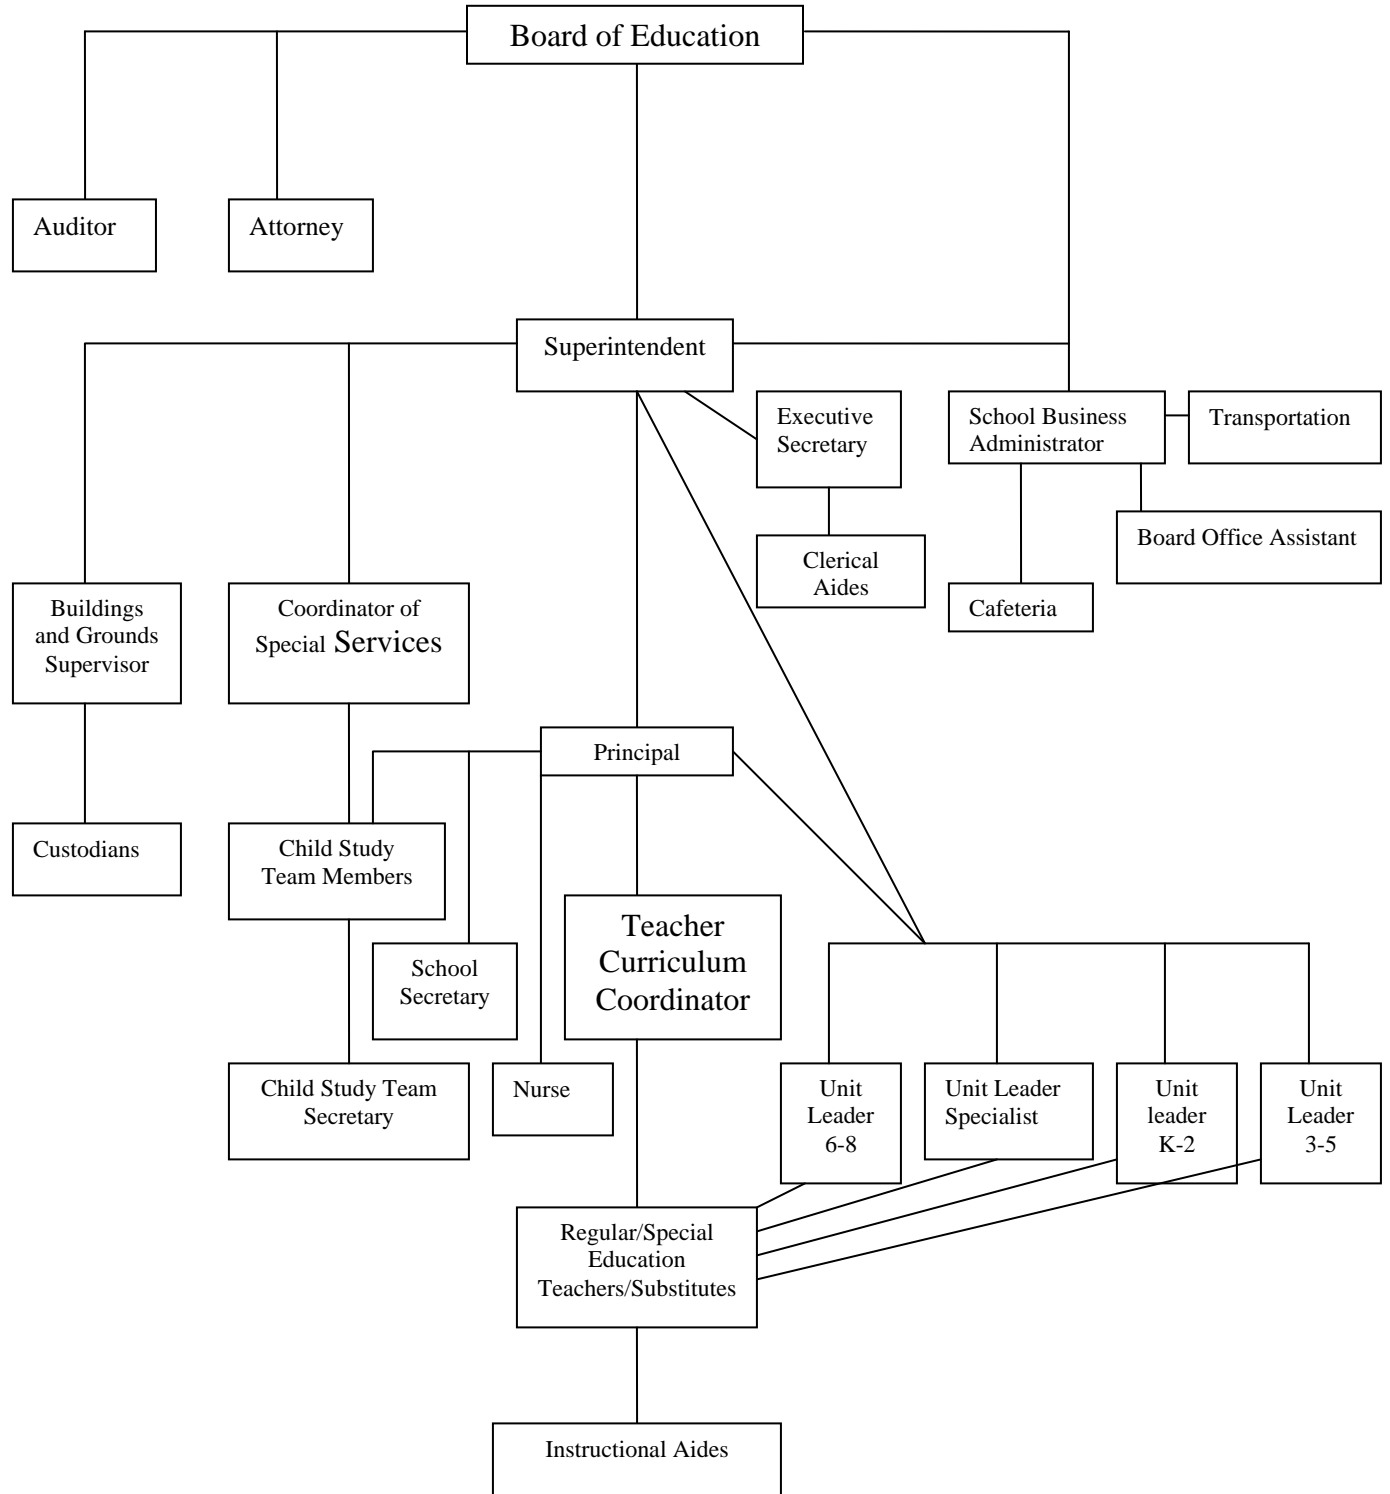 Board of Education
Auditor
Attorney
Superintendent
Executive
Secretary
School Business
Administrator
Transportation
Board Office Assistant
Clerical
Aides
Cafeteria
Buildings
and Grounds
Supervisor
Coordinator of
Special Services
Principal
Custodians
Child Study
Team Members
Teacher
Curriculum
Coordinator
School
Secretary
Child Study Team
Secretary
Nurse
Unit
Leader
6-8
Unit Leader
Specialist
Unit
leader
K-2
Unit
Leader
3-5
Regular/Special
Education
Teachers/Substitutes
Instructional Aides